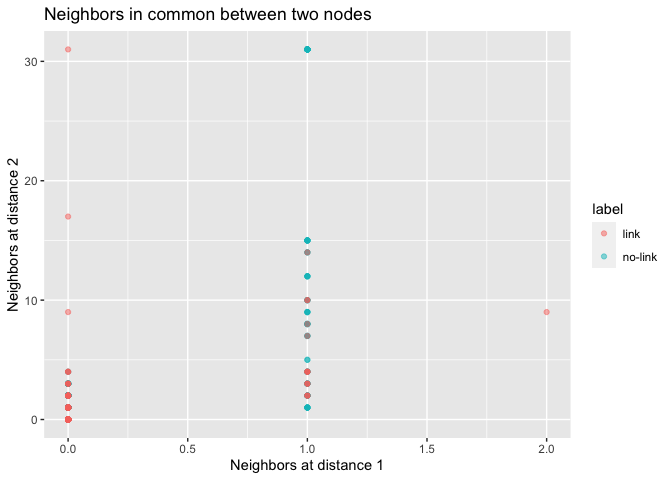 Neighbors in common between two nodes
30
20
10
0
Neighbors at distance 2
0.0 0.5 1.0 1.5 2.0
Neighbors at distance 1
label
link
no-link